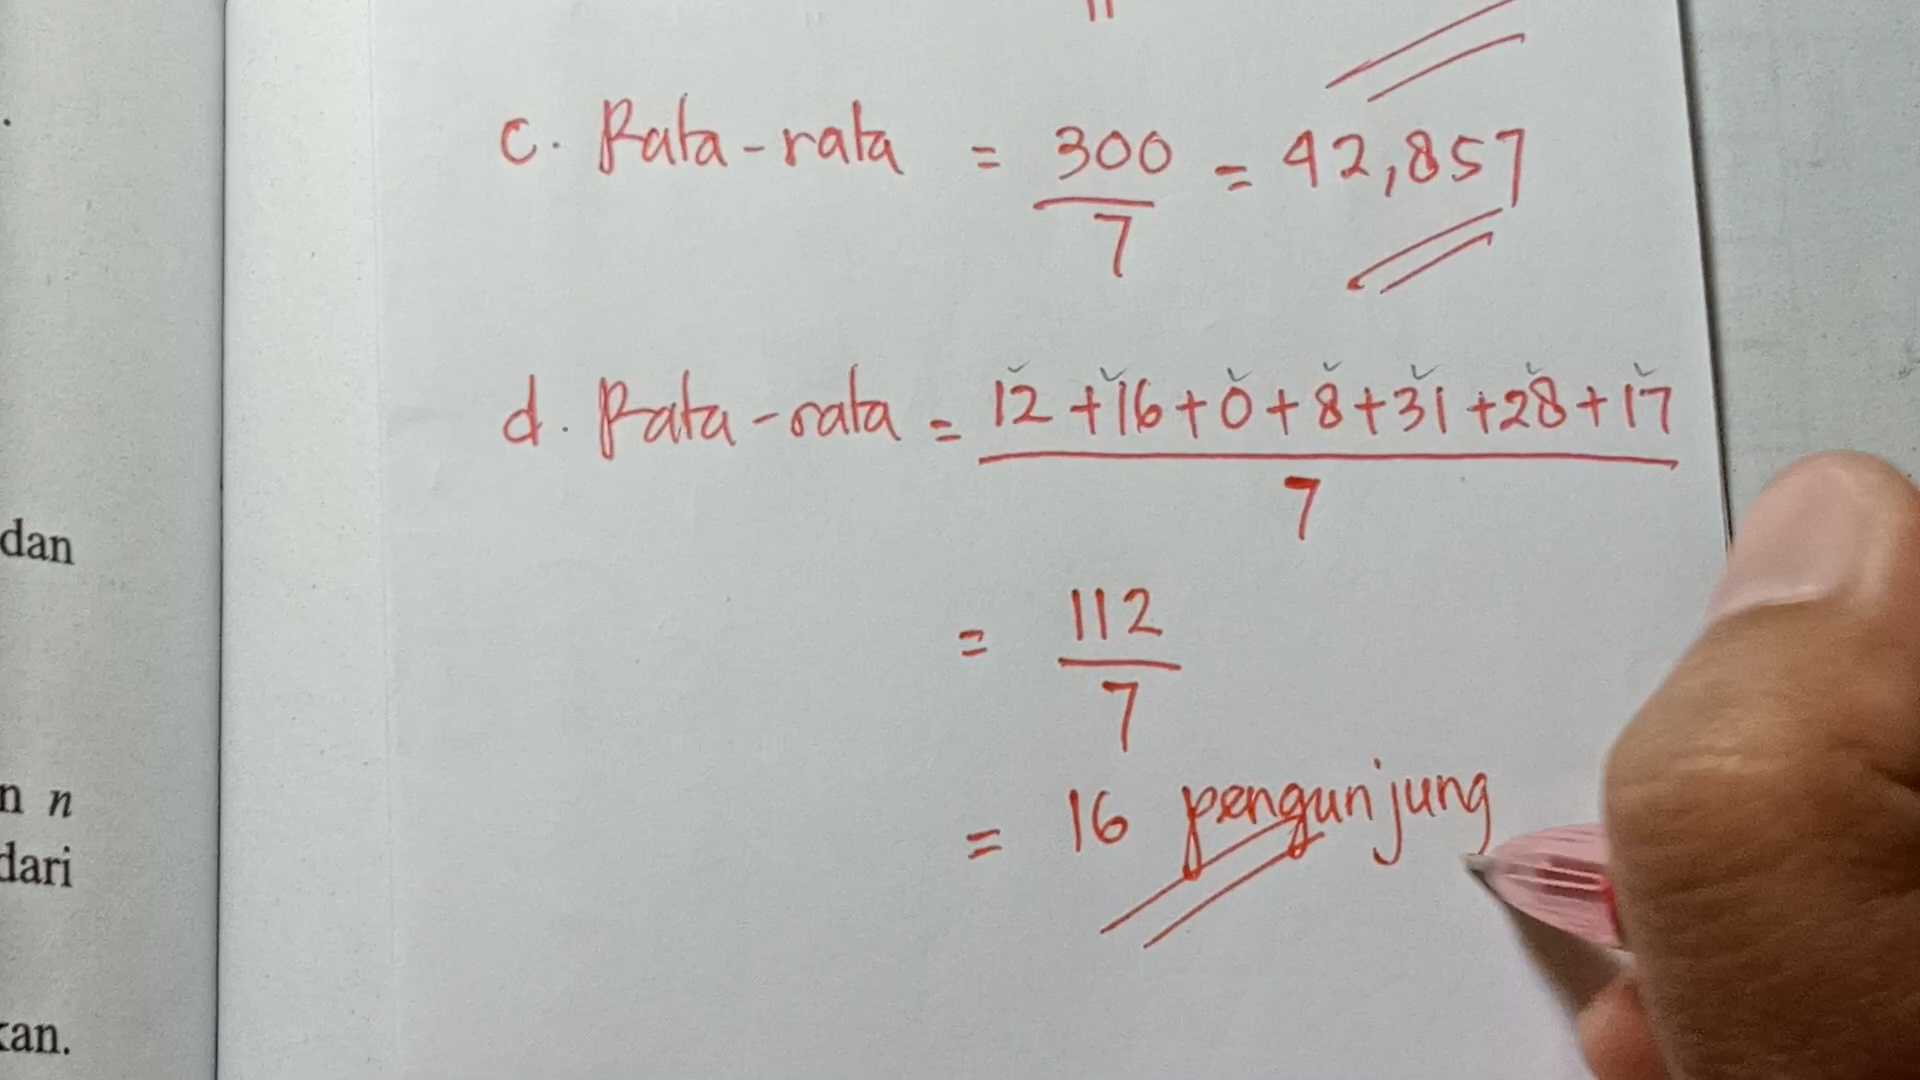 c. Rata-rata = 300/7 = 42,857
d. Rata-rata = 12+16+0+8+31+28+17
7
= 112/7
= 16 pengunjung
dan
n n
dari
kan.